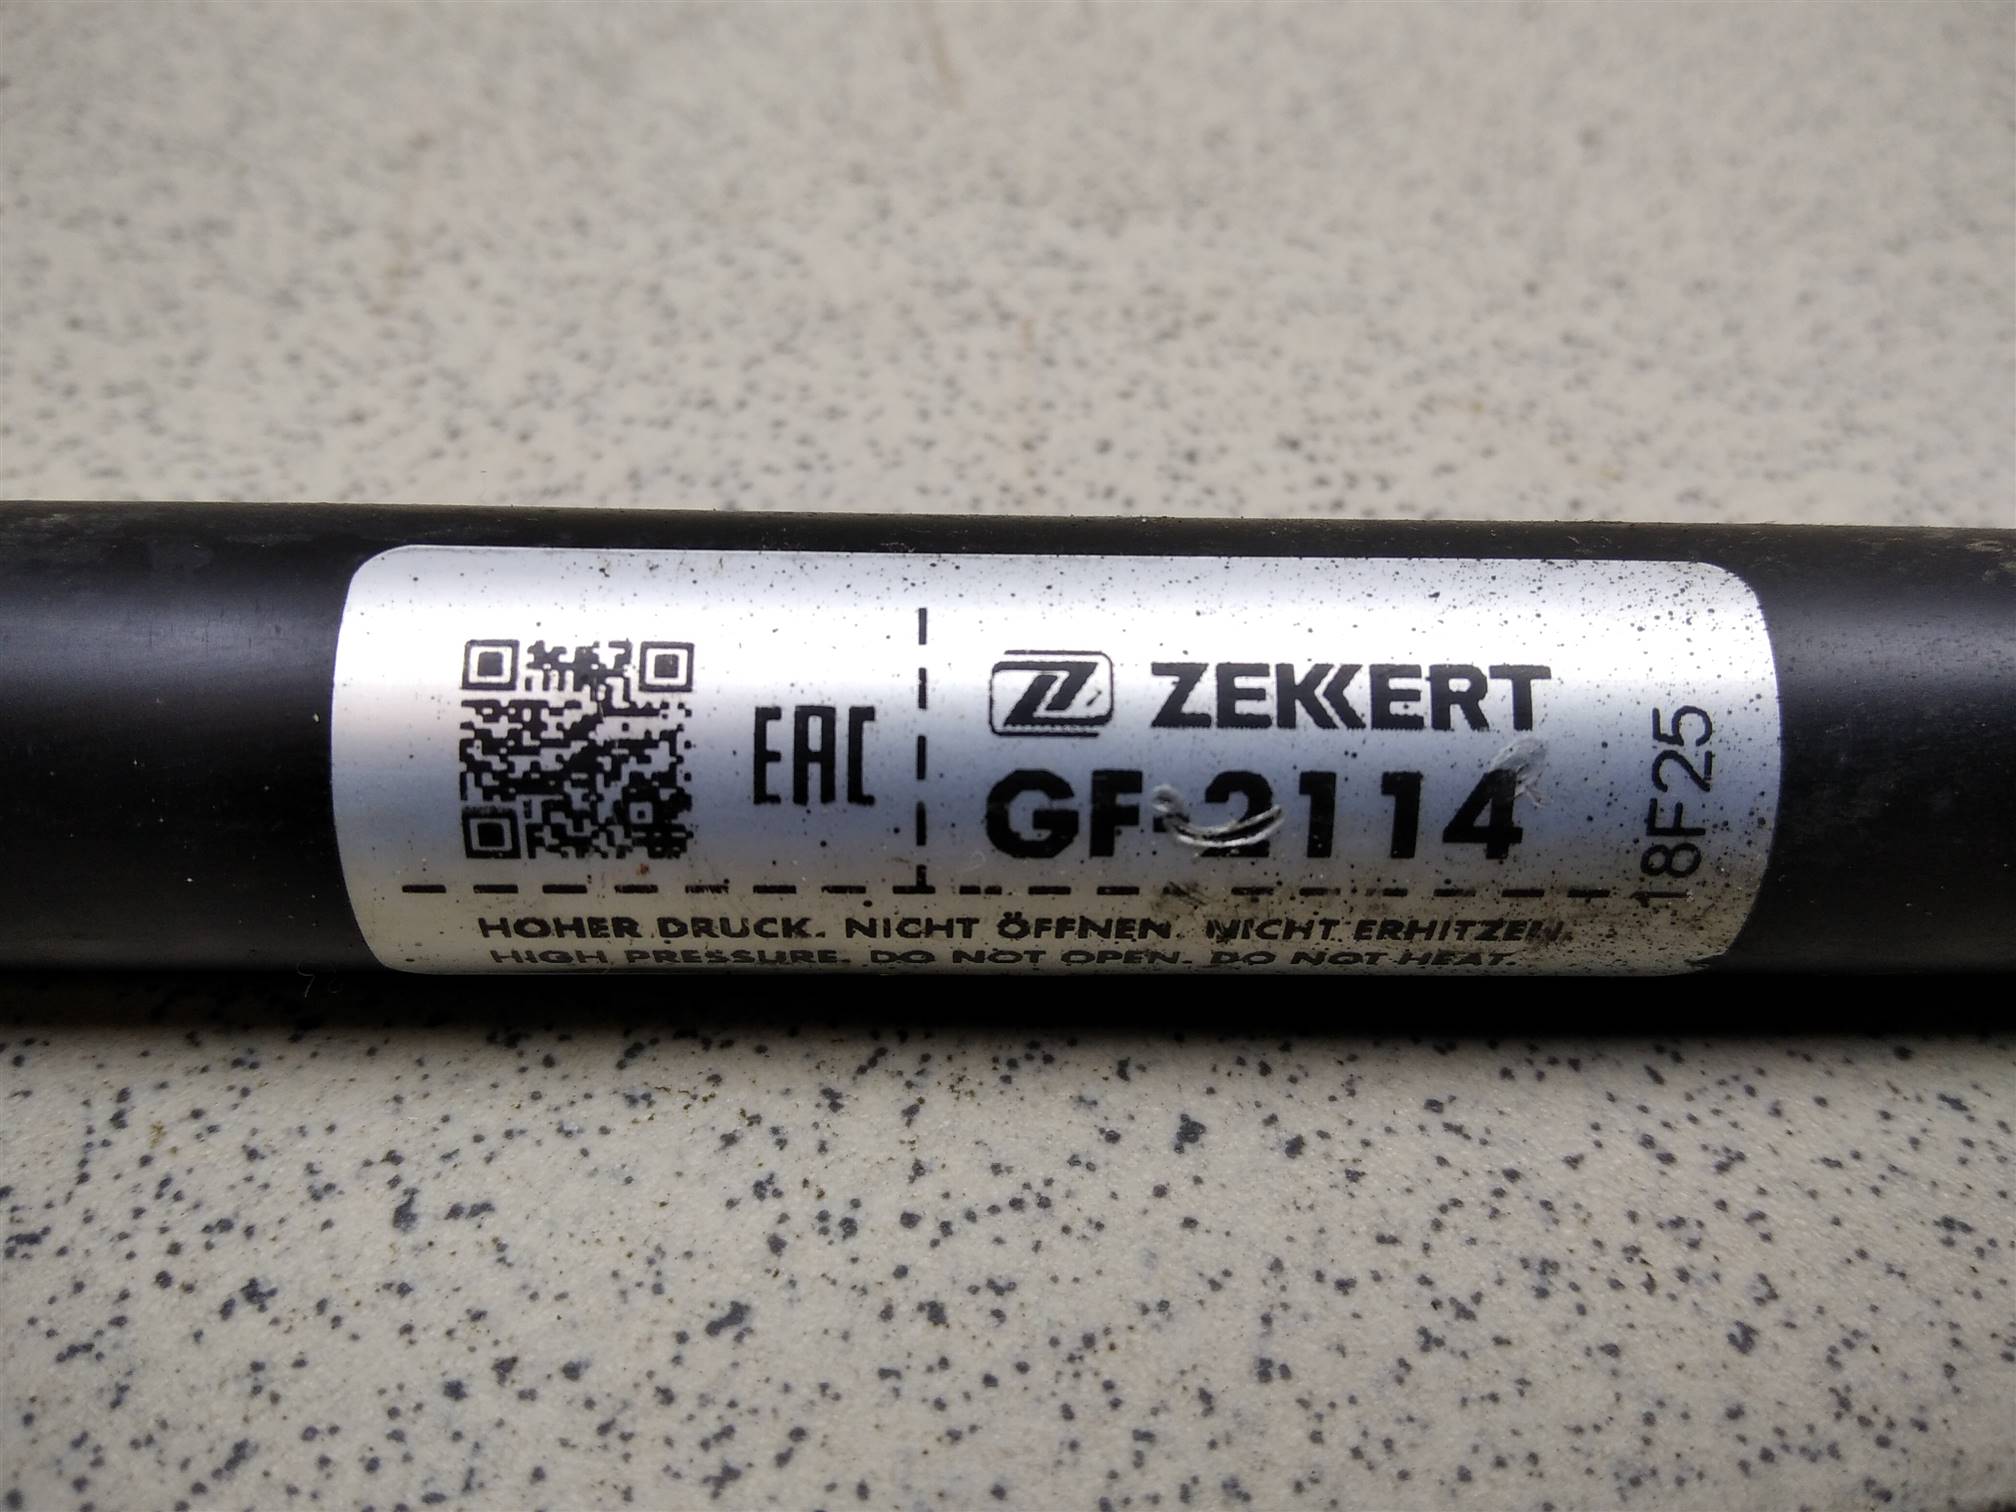 EAC
ZEKKERT
GF-2114
18F25
HOHER DRUCK. NICHT ÖFFNEN. NICHT ERHITZEN.
HIGH PRESSURE. DO NOT OPEN. DO NOT HEAT.